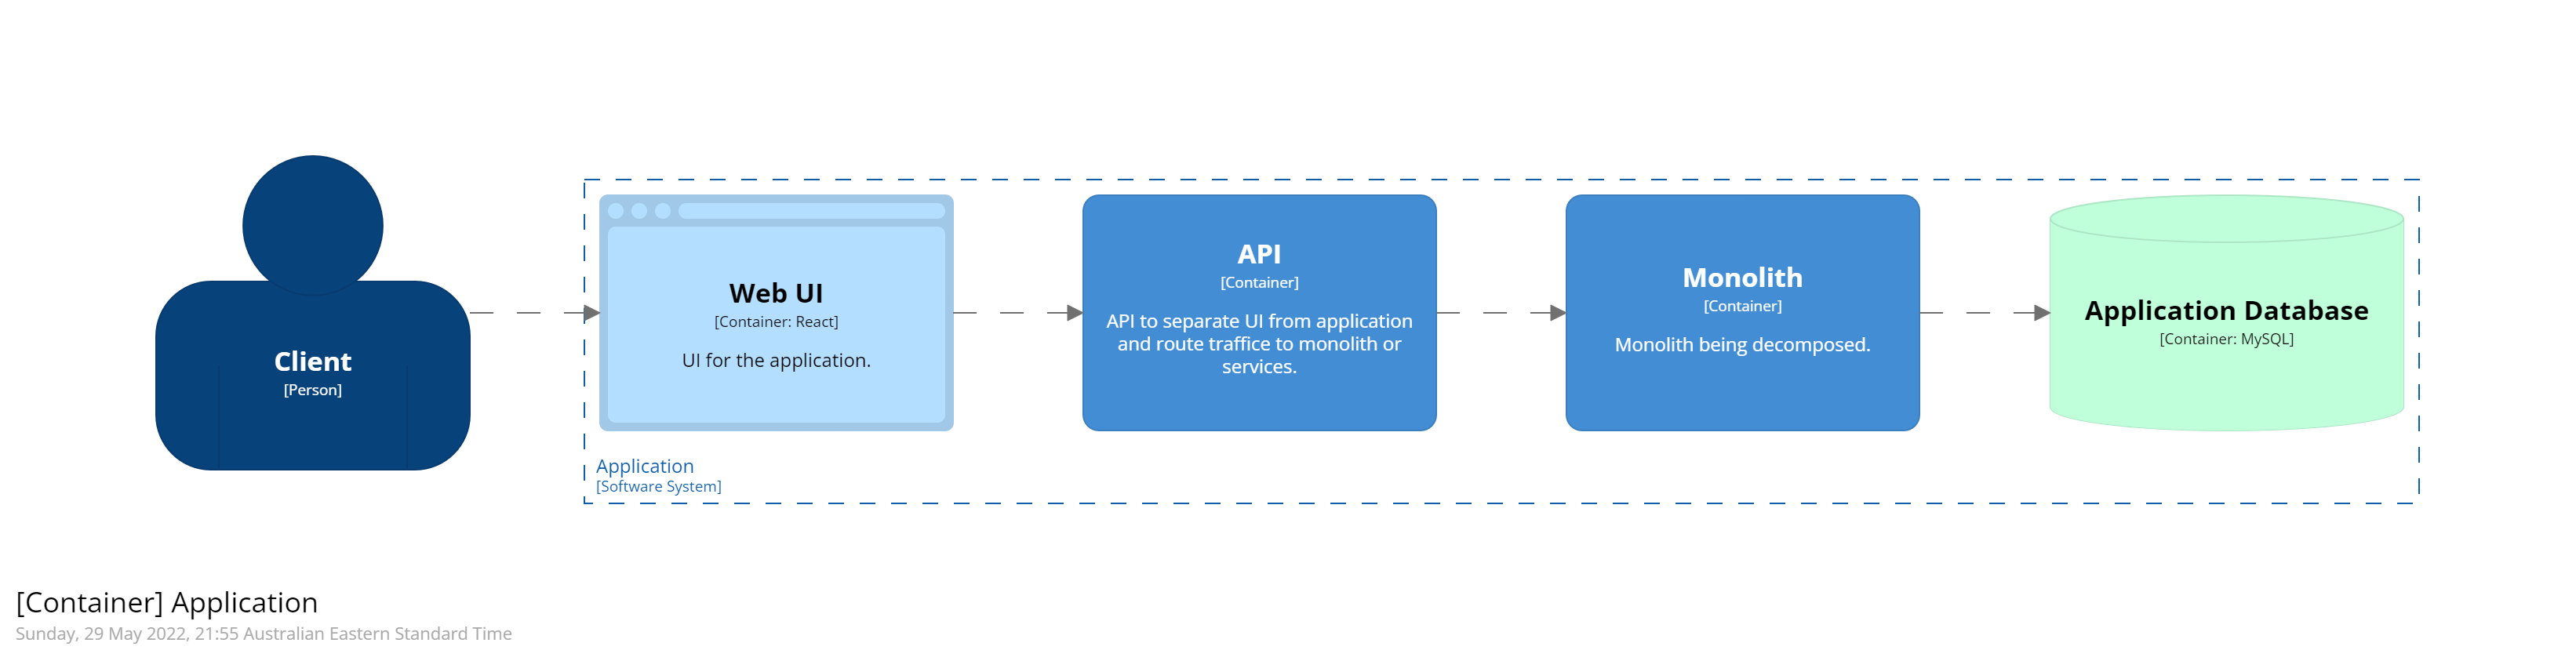 Client
[Person]
Web UI
[Container: React]
UI for the application.
API
[Container]
API to separate UI from application
and route traffice to monolith or
services.
Monolith
[Container]
Monolith being decomposed.
Application Database
[Container: MySQL]
Application
[Software System]
[Container] Application
Sunday, 29 May 2022, 21:55 Australian Eastern Standard Time